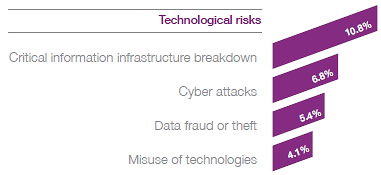 Technological risks
Critical information infrastructure breakdown 10.8%
Cyber attacks 6.8%
Data fraud or theft 5.4%
Misuse of technologies 4.1%